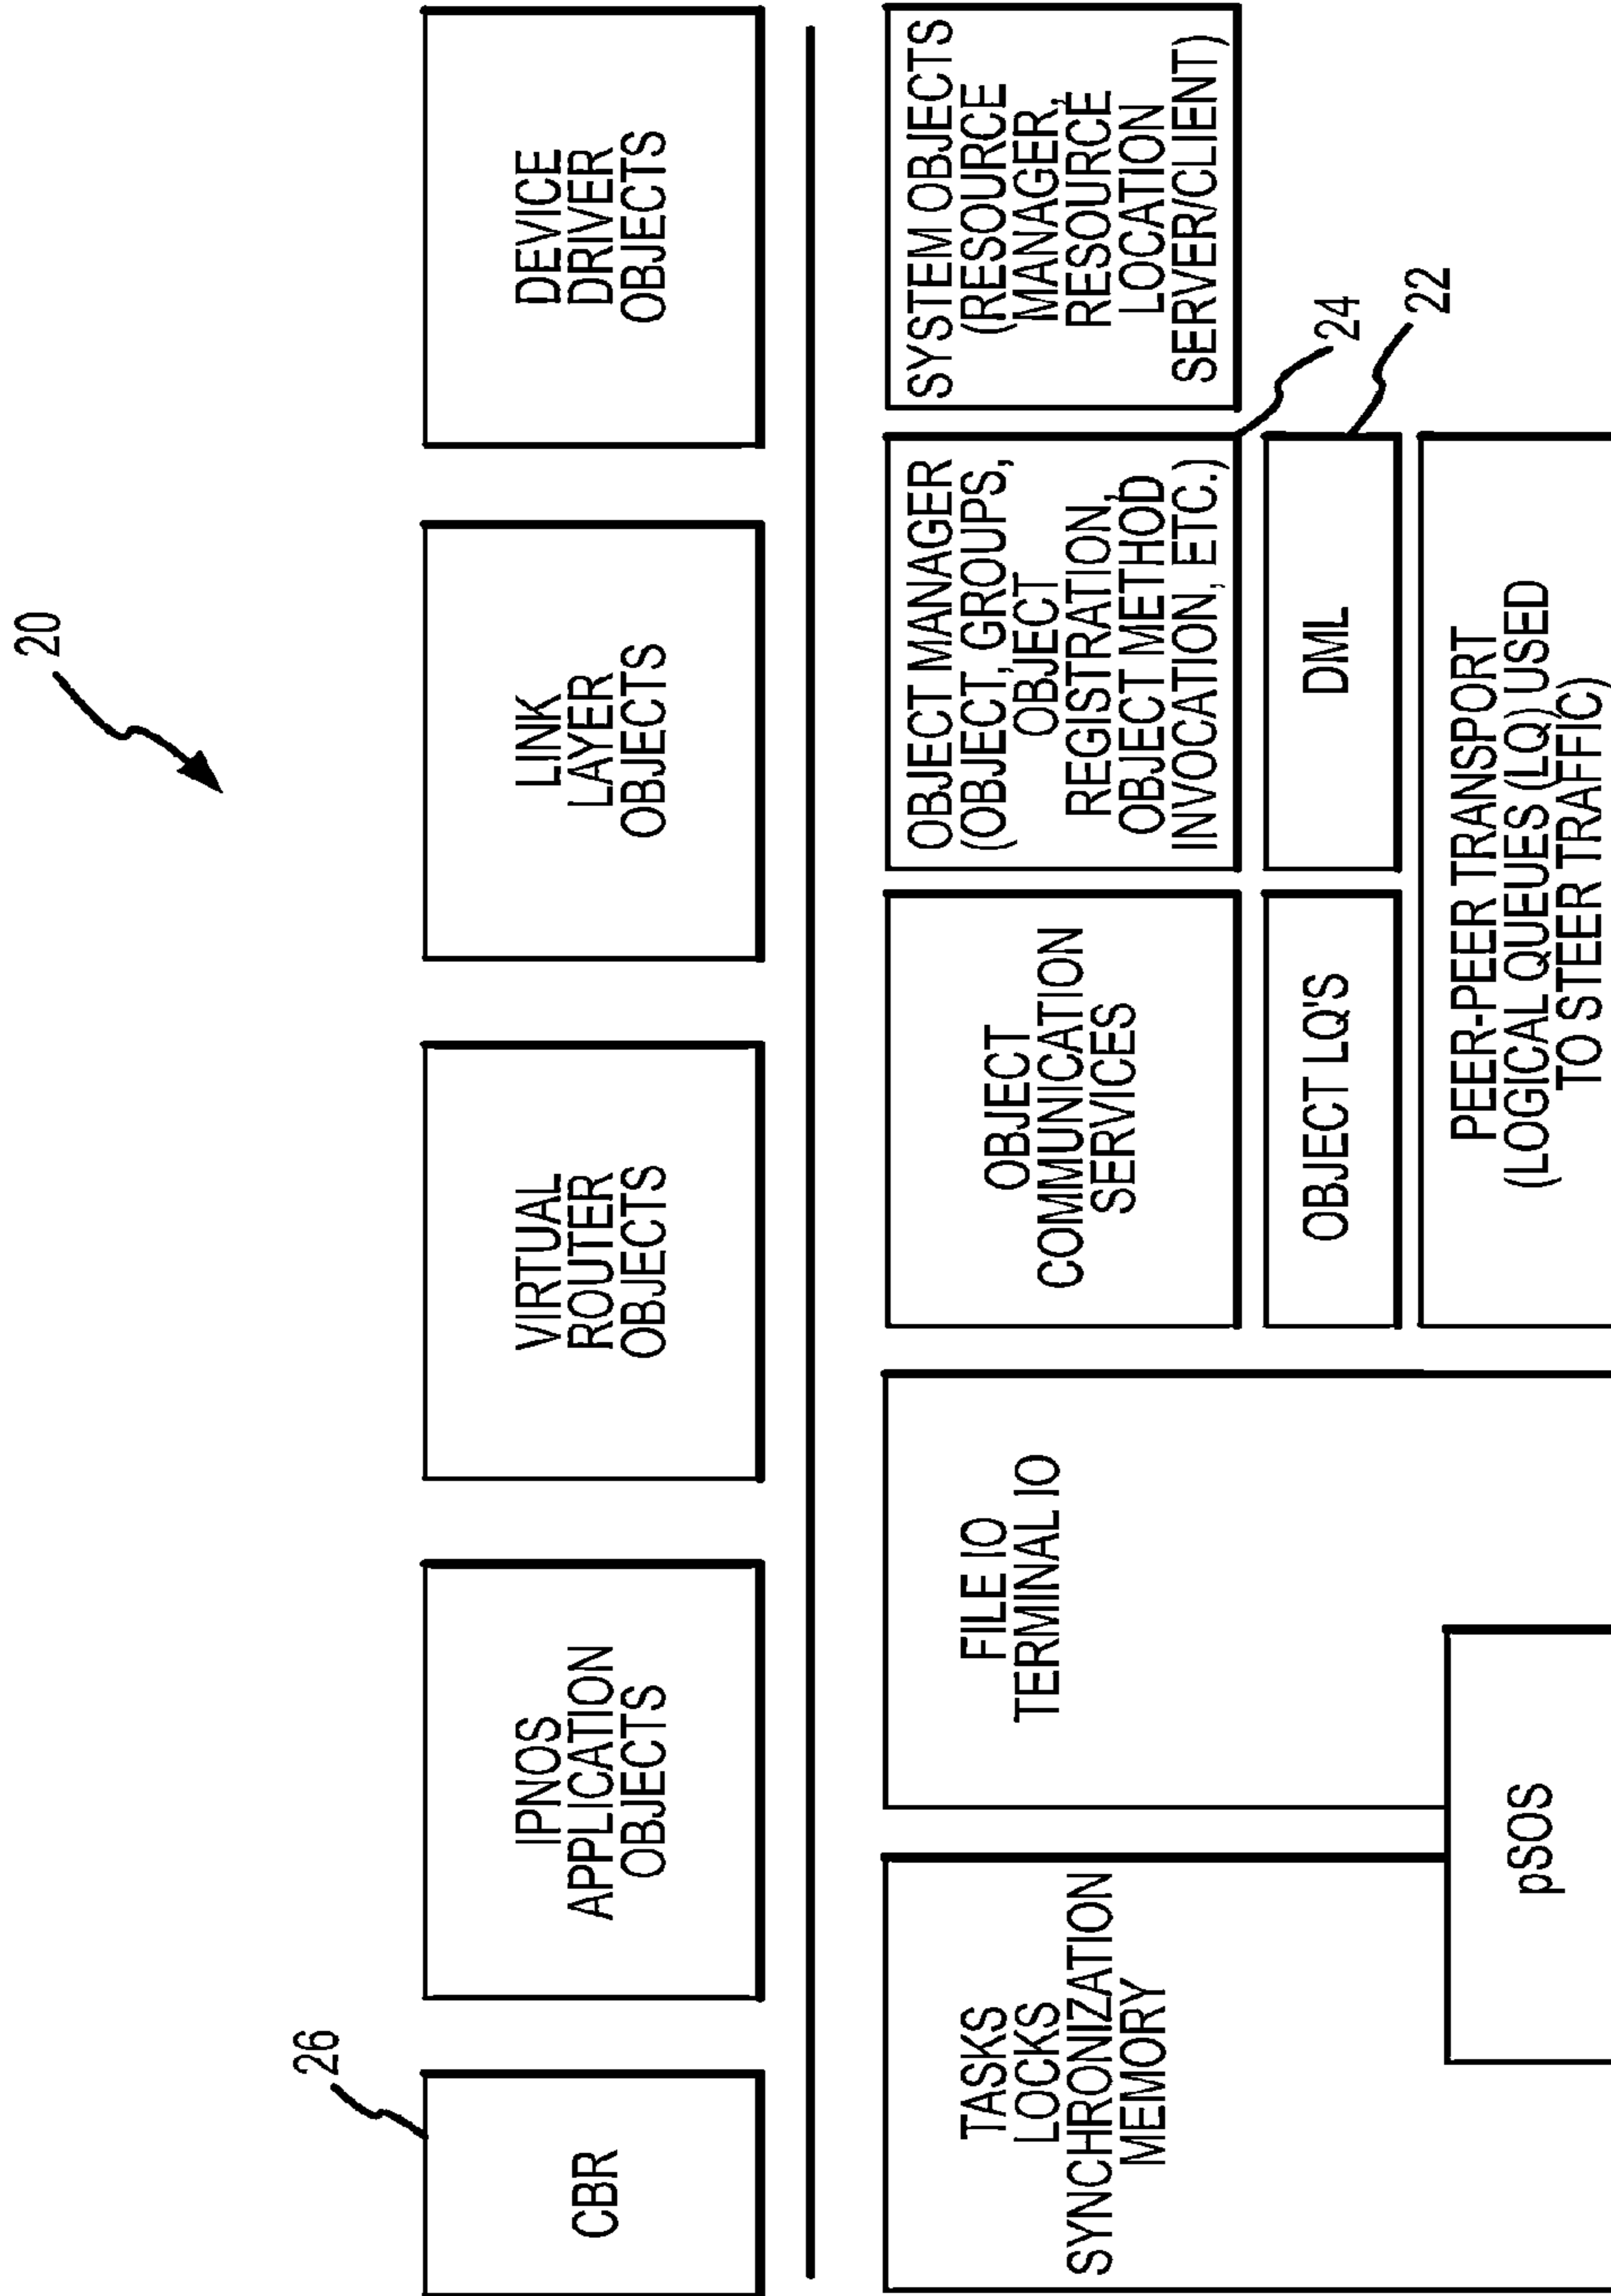 20
26
CBR
IPNOS
APPLICATION
OBJECTS
VIRTUAL
ROUTER
OBJECTS
LINK
LAYER
OBJECTS
DEVICE
DRIVER
OBJECTS
TASKS
LOCKS
SYNCHRONIZATION
MEMORY
FILE IO
TERMINAL IO
pSOS
OBJECT
COMMUNICATION
SERVICES
OBJECT MANAGER
(OBJECT, GROUPS,
OBJECT
REGISTRATION,
OBJECT METHOD
INVOCATION, ETC.)
SYSTEM OBJECTS
(RESOURCE
MANAGER,
RESOURCE
LOCATION
SERVER/CLIENT)
24
OBJECT LQ'S
DML
22
PEER-PEER TRANSPORT
(LOGICAL QUEUES (LQ) USED
TO STEER TRAFFIC)